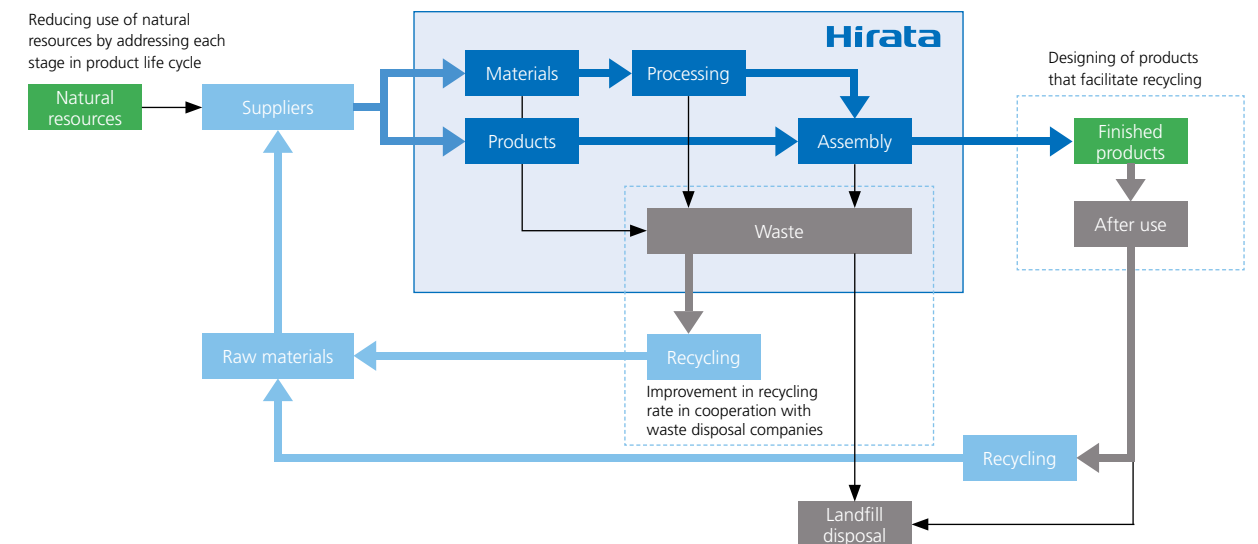 Reducing use of natural
resources by addressing each
stage in product life cycle
Natural
resources
Suppliers
Hirata
Materials
Processing
Products
Assembly
Designing of products
that facilitate recycling
Finished
products
After use
Waste
Raw materials
Recycling
Improvement in recycling
rate in cooperation with
waste disposal companies
Recycling
Landfill
disposal